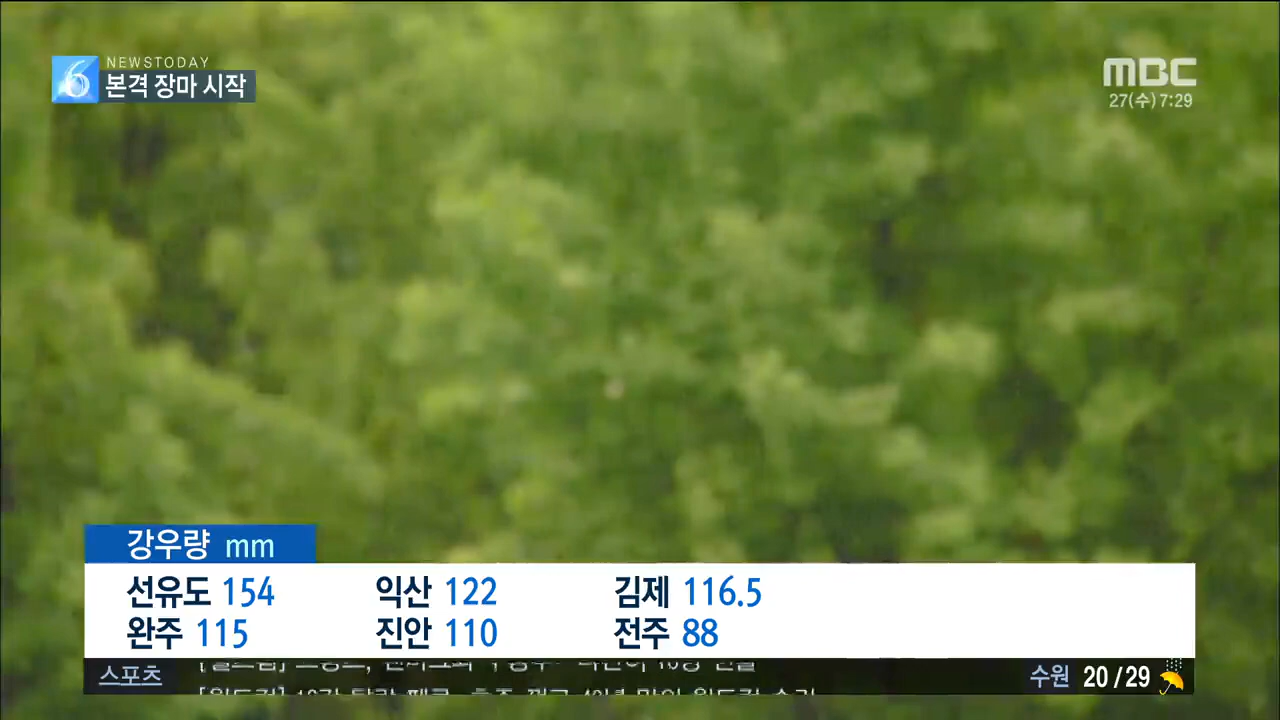 NEWSTODAY
6 본격 장마 시작
MBC
27(수) 7:29
강우량 mm
선유도 154 익산 122 김제 116.5
완주 115 진안 110 전주 88
스포츠
수원 20 / 29